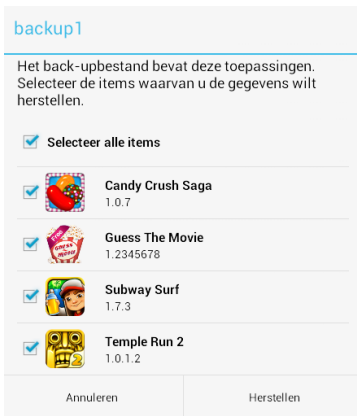 backup1
Het back-upbestand bevat deze toepassingen.
Selecteer de items waarvan u de gegevens wilt
herstellen.
Selecteer alle items
Candy Crush Saga
1.0.7
Guess The Movie
1.2345678
Subway Surf
1.7.3
Temple Run 2
1.0.1.2
Annuleren
Herstellen